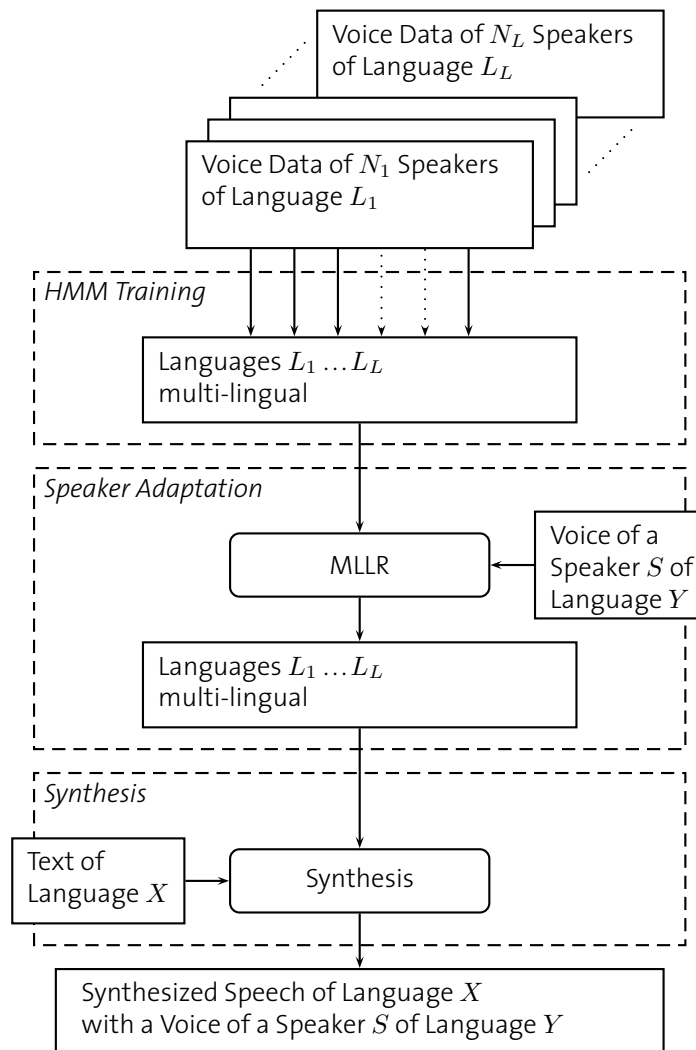 Voice Data of N_L Speakers
of Language L_L
Voice Data of N_1 Speakers
of Language L_1
HMM Training
Languages L_1 ... L_L
multi-lingual
Speaker Adaptation
MLLR
Voice of a
Speaker S of
Language Y
Languages L_1 ... L_L
multi-lingual
Synthesis
Text of
Language X
Synthesis
Synthesized Speech of Language X
with a Voice of a Speaker S of Language Y